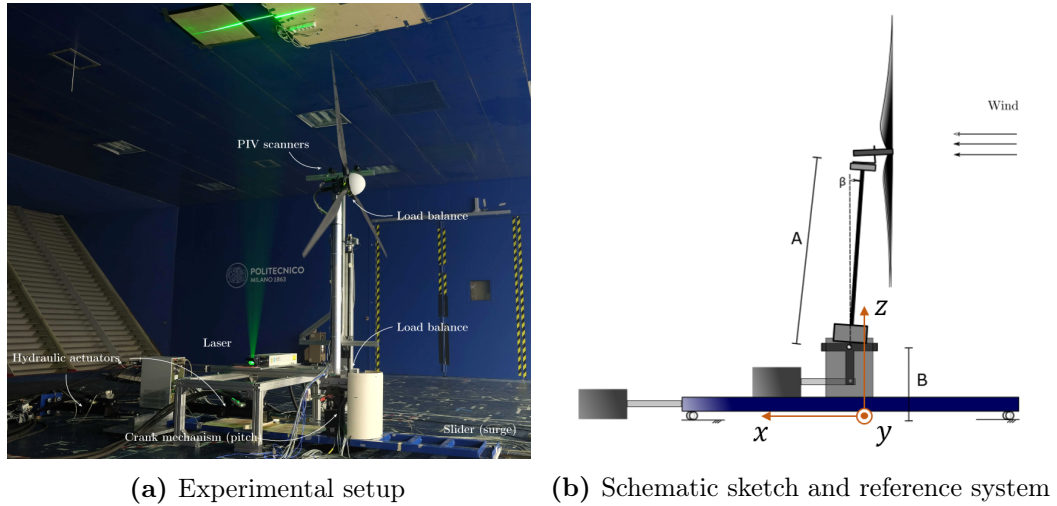 PIV scanners
Load balance
POLITECNICO
MILANO 1863
Load balance
Laser
Hydraulic actuators
Crank mechanism (pitch
Slider (surge)
Wind
β
A
z
B
x
y
(a) Experimental setup
(b) Schematic sketch and reference system